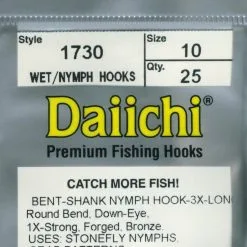 Style 1730 Size 10
WET/NYMPH HOOKS Qty. 25
Daiichi®
Premium Fishing Hooks
CATCH MORE FISH!
BENT-SHANK NYMPH HOOK-3X-LON
Round Bend, Down-Eye,
1X-Strong, Forged, Bronze.
USES: STONEFLY NYMPHS,